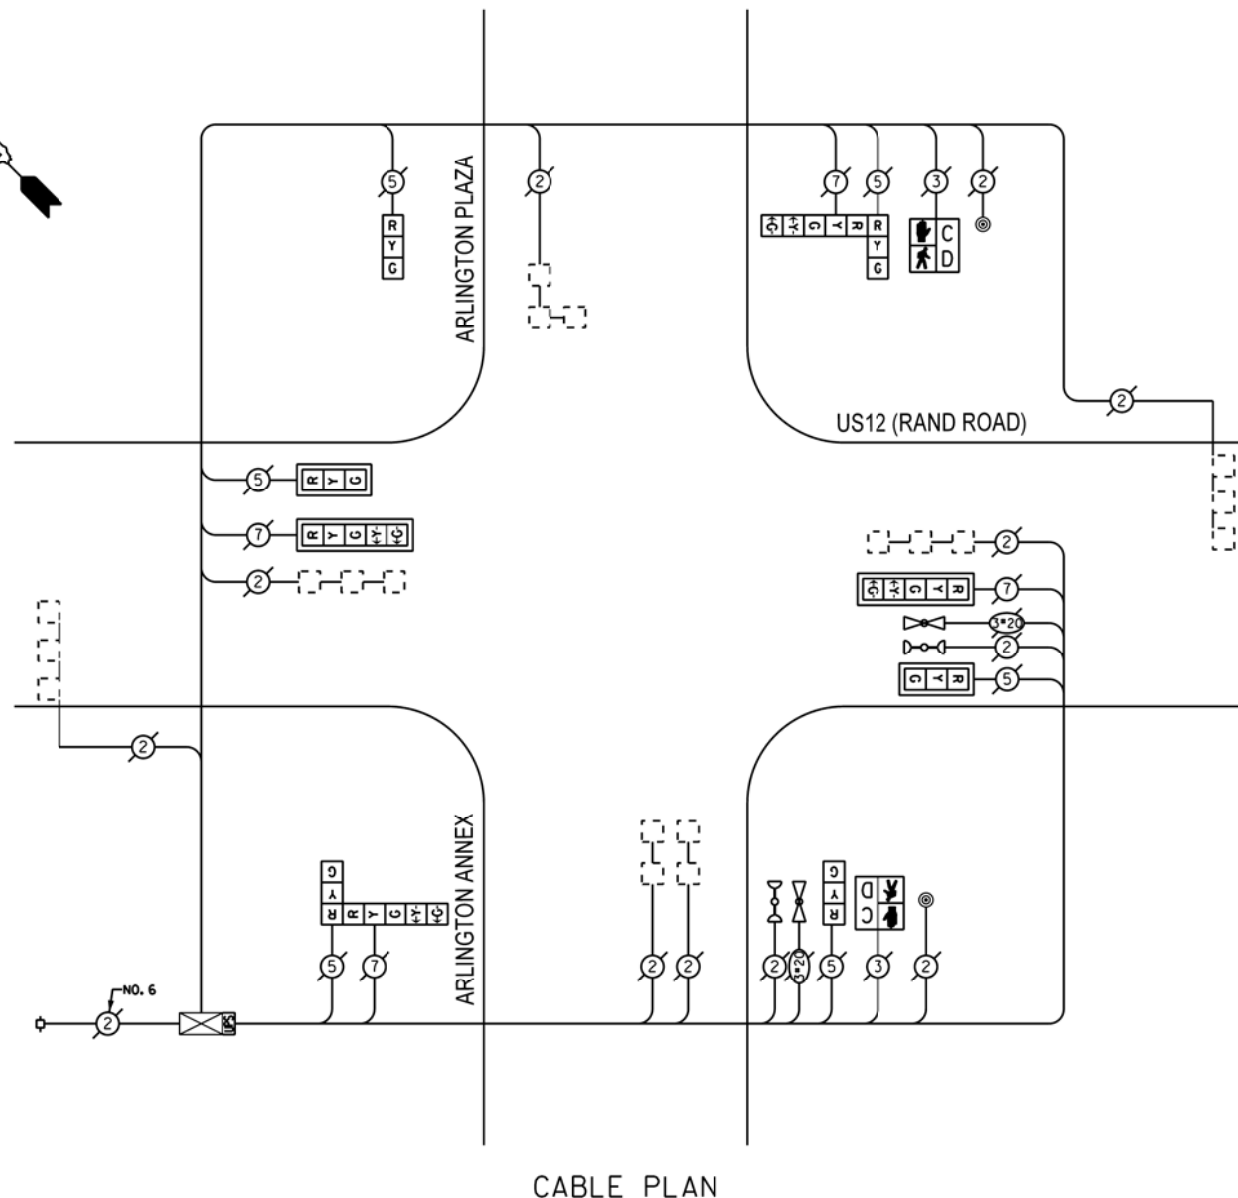 5
2
7
5
3
2
R
Y
G
ARLINGTON PLAZA
←G-
←Y-
G
Y
R
R
Y
G
C
D
2
US12 (RAND ROAD)
5
R Y G
7
R Y G ←Y- ←G-
2
2
7
←G- ←Y- G Y R
3#20
2
5
G Y R
2
ARLINGTON ANNEX
G
Y
R R Y G ←Y- ←G-
G
Y
R
D
C
5
7
2
2
2
3#20
5
3
2
NO. 6
2
UPS
CABLE PLAN